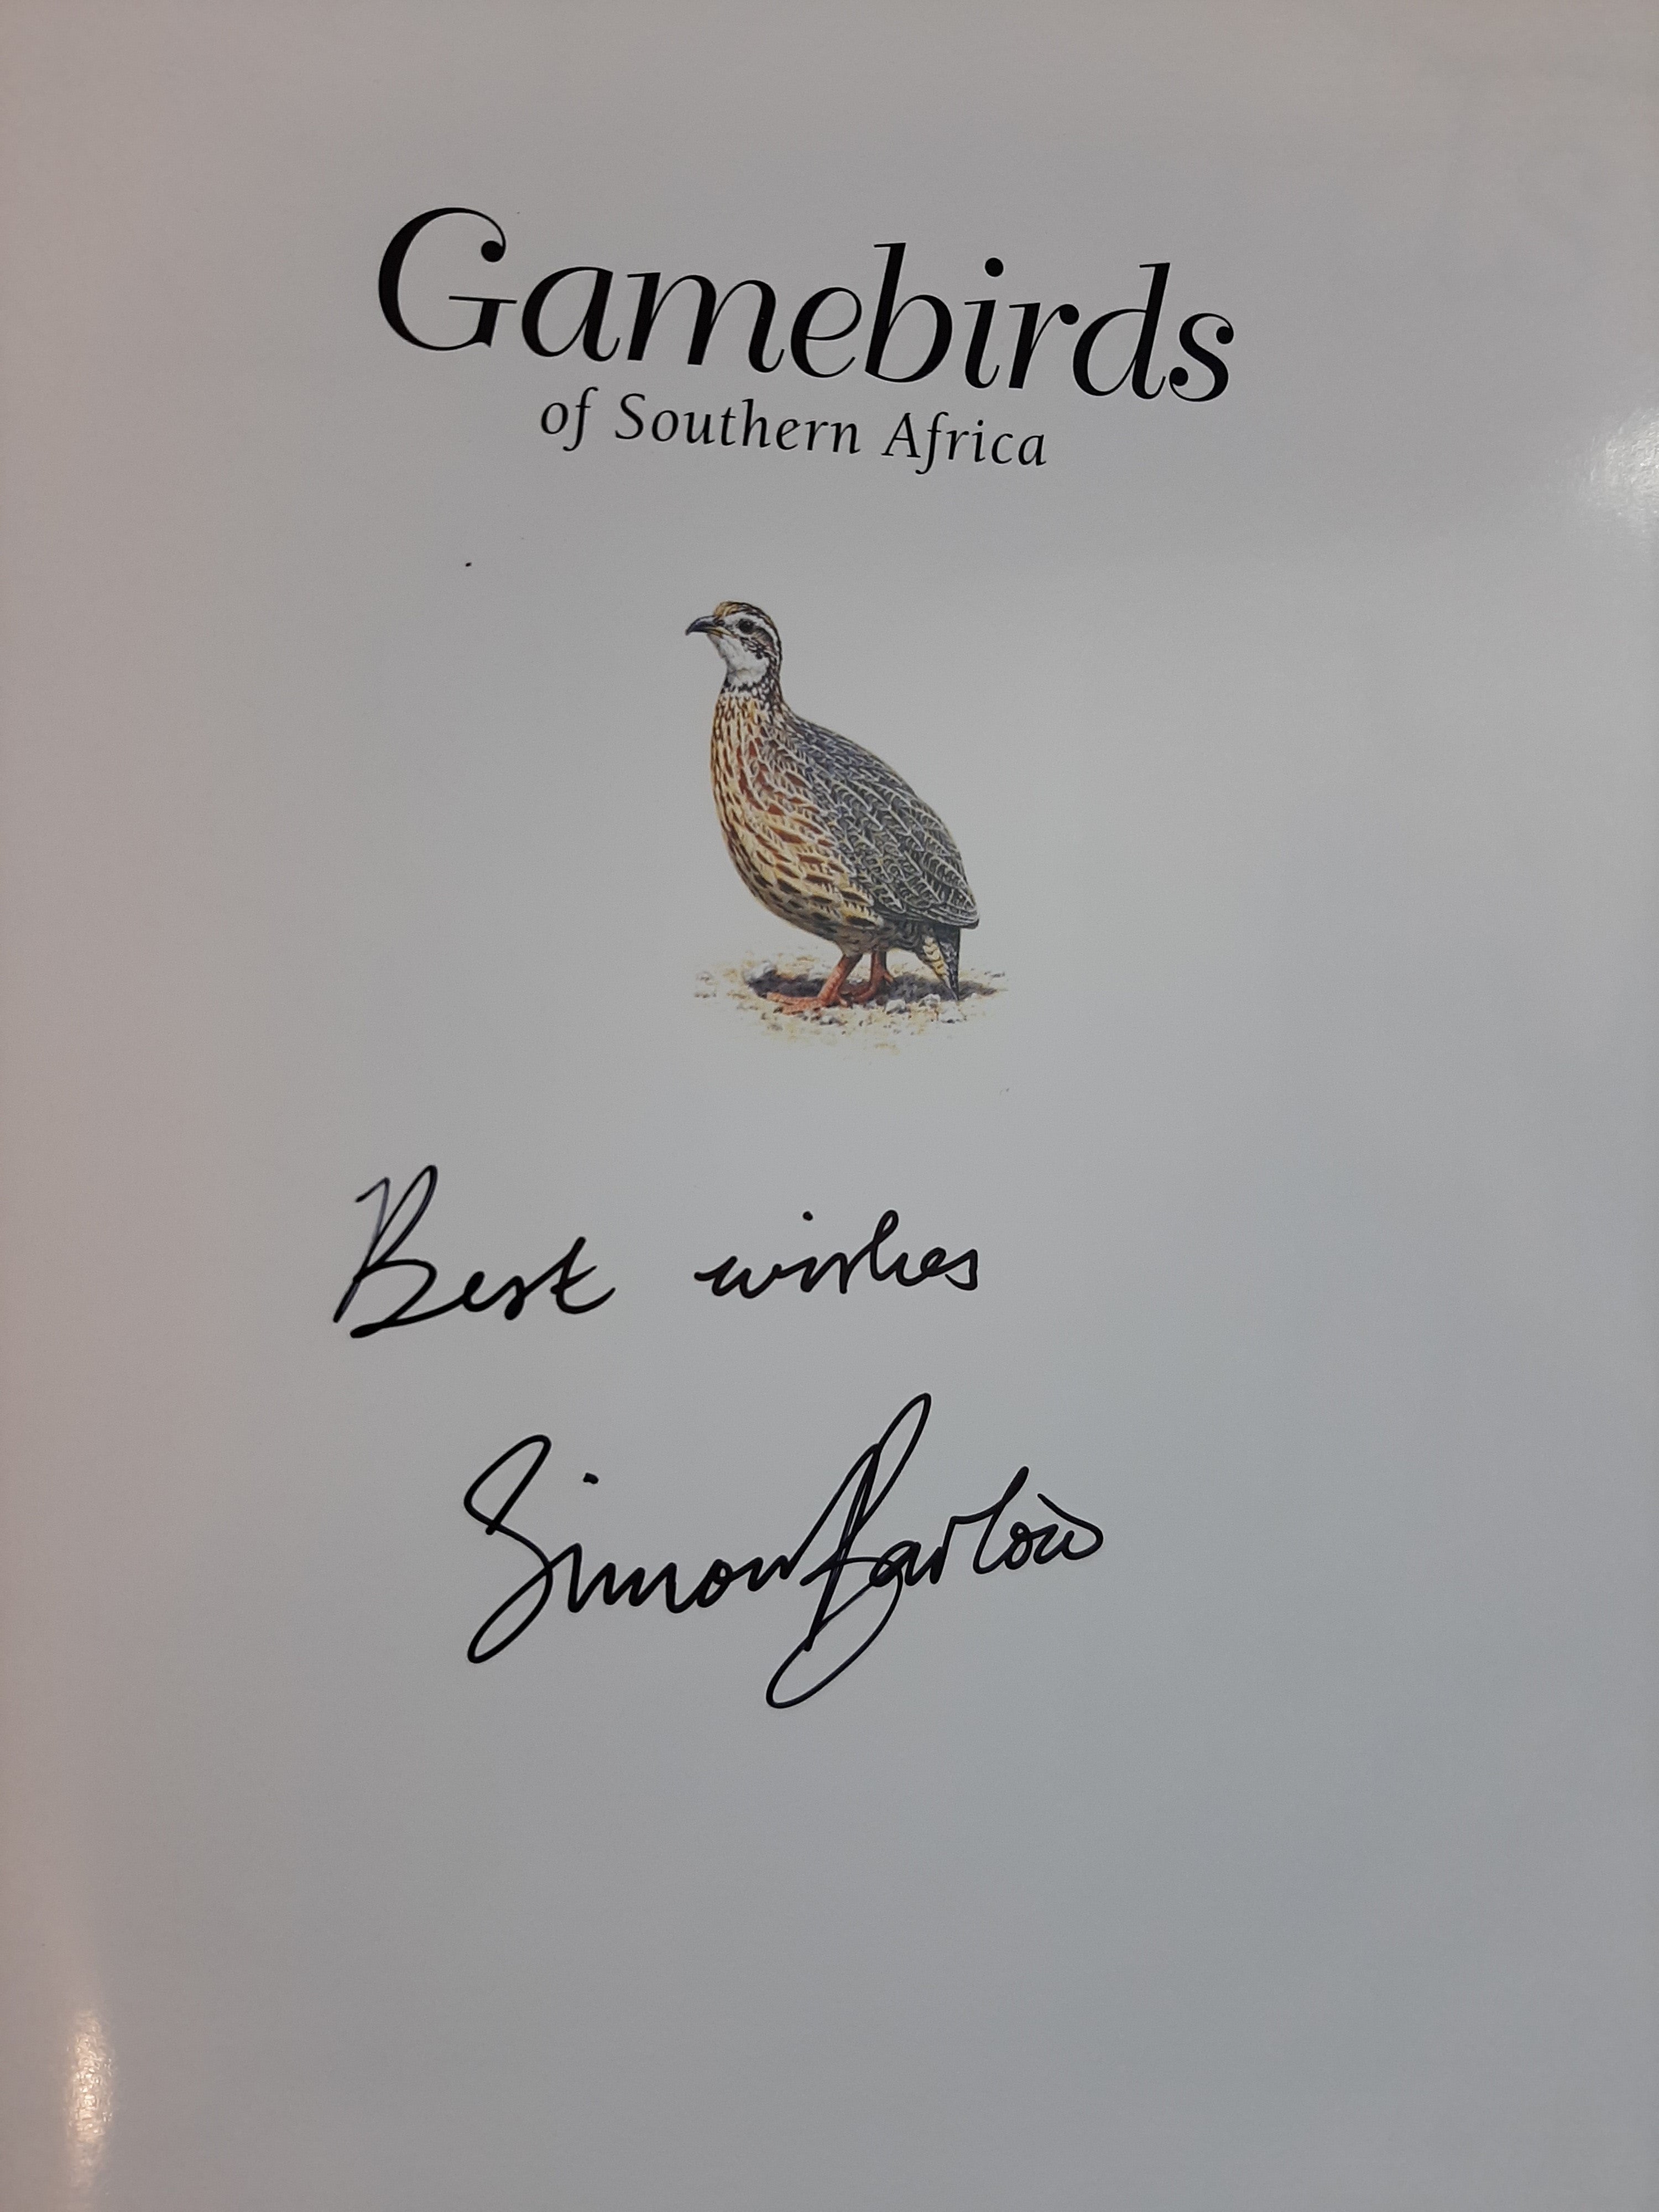 Gamebirds
of Southern Africa
Best wishes
Simon Barlow